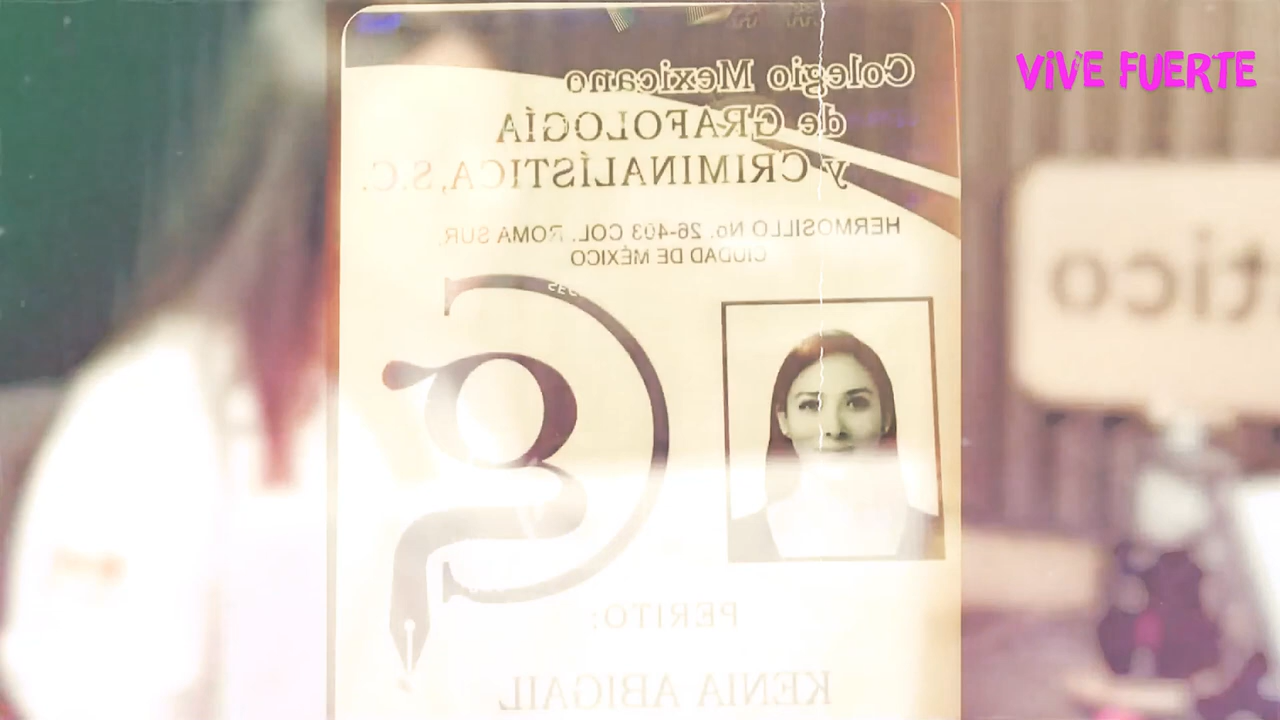 VIVE FUERTE
Colegio Mexicano
de GRAFOLOGÍA
y CRIMINALÍSTICA, S.C.
HERMOSILLO No. 26-403 COL. ROMA SUR.
CIUDAD DE MÉXICO
PERITO:
KENIA ABIGAIL
tico